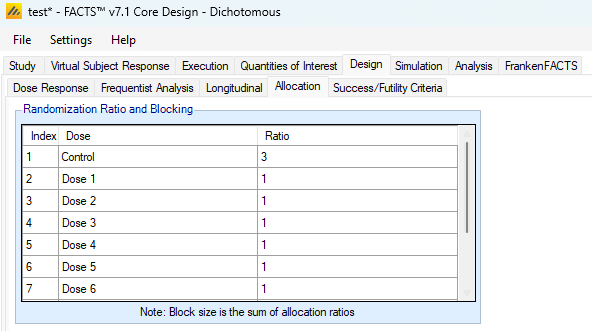 test* - FACTS™ v7.1 Core Design - Dichotomous
File Settings Help
Study Virtual Subject Response Execution Quantities of Interest Design Simulation Analysis FrankenFACTS
Dose Response Frequentist Analysis Longitudinal Allocation Success/Futility Criteria
Randomization Ratio and Blocking
Index Dose Ratio
1 Control 3
2 Dose 1 1
3 Dose 2 1
4 Dose 3 1
5 Dose 4 1
6 Dose 5 1
7 Dose 6 1
Note: Block size is the sum of allocation ratios